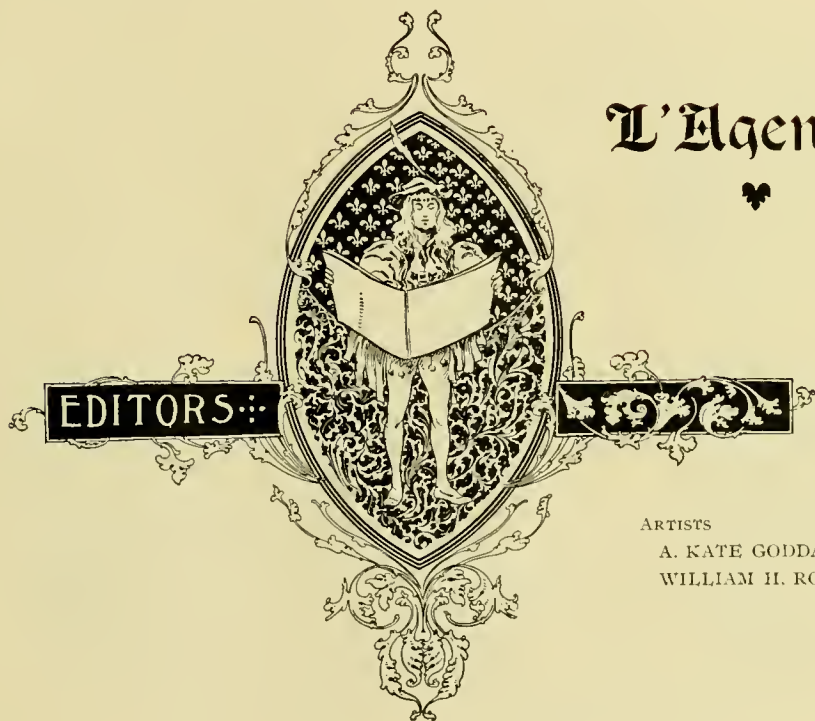 L'Agen
EDITORS
ARTISTS
A. KATE GODDA
WILLIAM H. RO